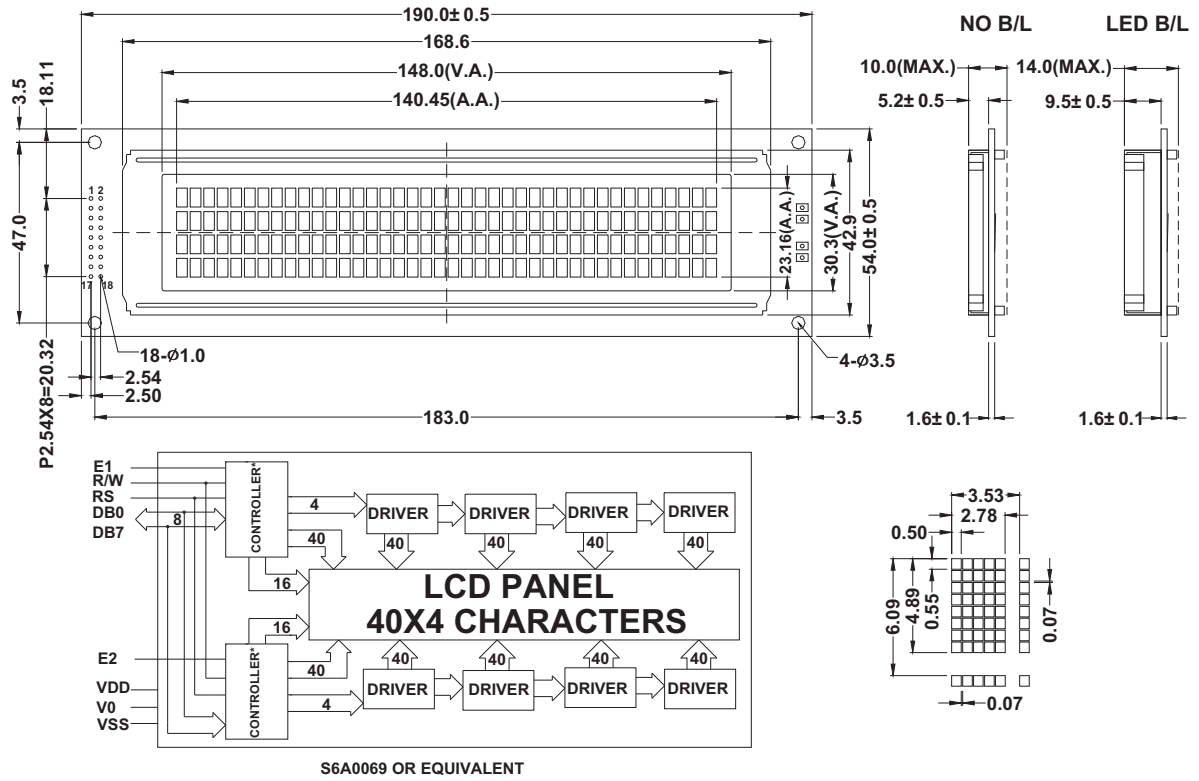 190.0± 0.5
168.6
148.0(V.A.)
140.45(A.A.)
3.5
18.11
47.0
P2.54X8=20.32
1 2
17 18
23.16(A.A.)
30.3(V.A.)
42.9
54.0± 0.5
18-ø1.0
2.54
2.50
183.0
4-ø3.5
3.5
NO B/L
LED B/L
10.0(MAX.)
14.0(MAX.)
5.2± 0.5
9.5± 0.5
1.6± 0.1
1.6± 0.1
E1
R/W
RS
DB0
DB7
8
E2
VDD
V0
VSS
CONTROLLER*
4
40
16
DRIVER
DRIVER
DRIVER
DRIVER
40
40
40
40
LCD PANEL
40X4 CHARACTERS
16
40
4
CONTROLLER*
40
40
40
40
DRIVER
DRIVER
DRIVER
DRIVER
S6A0069 OR EQUIVALENT
3.53
2.78
0.50
6.09
4.89
0.55
0.07
0.07